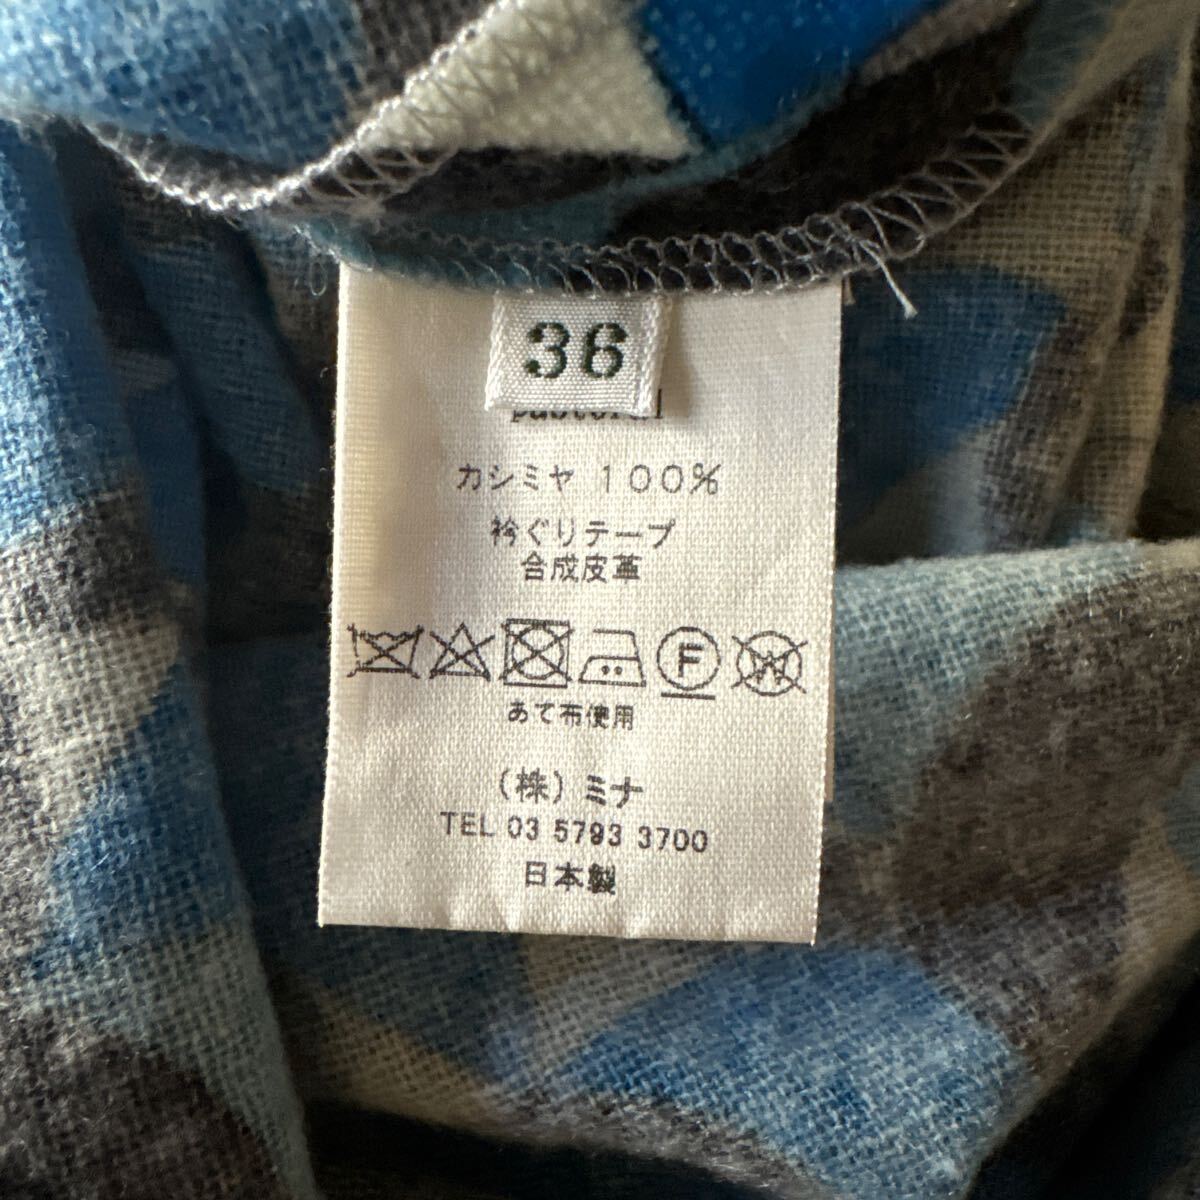 36
カシミヤ 100%
衿ぐりテープ
合成皮革
F W
あて布使用
(株)ミナ
TEL 03 5793 3700
日本製